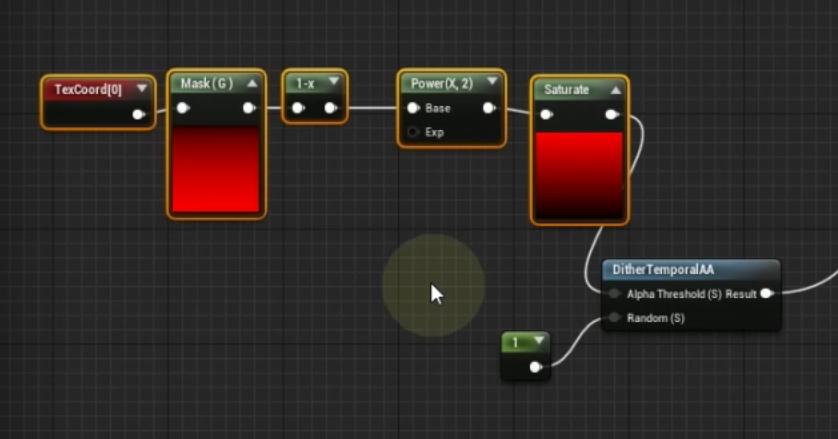 TexCoord[0]
Mask ( G )
1-x
Power(X, 2)
Base
Exp
Saturate
DitherTemporalAA
Alpha Threshold (S) Result
Random (S)
1